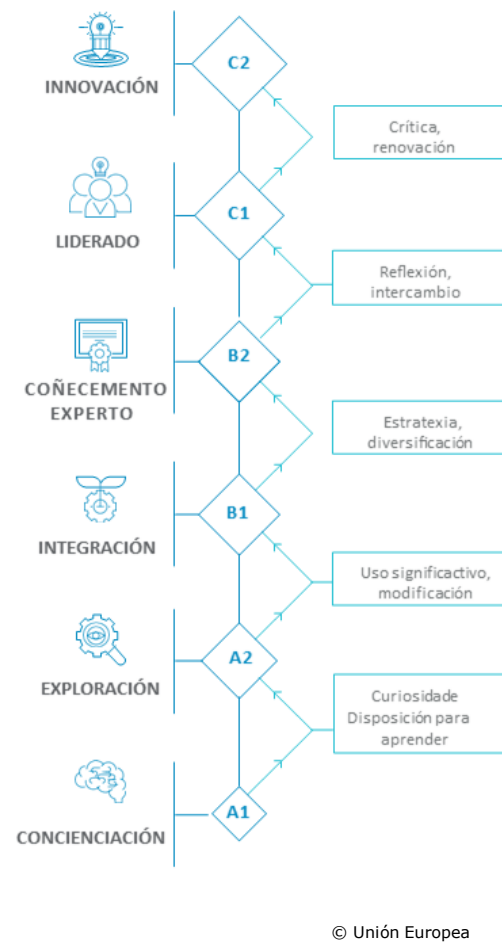 C2
INNOVACIÓN
Crítica,
renovación
C1
LIDERADO
Reflexión,
intercambio
B2
COÑECEMENTO
EXPERTO
Estratexia,
diversificación
B1
INTEGRACIÓN
Uso significactivo,
modificación
A2
EXPLORACIÓN
Curiosidade
Disposición para
aprender
A1
CONCIENCIACIÓN
© Unión Europea